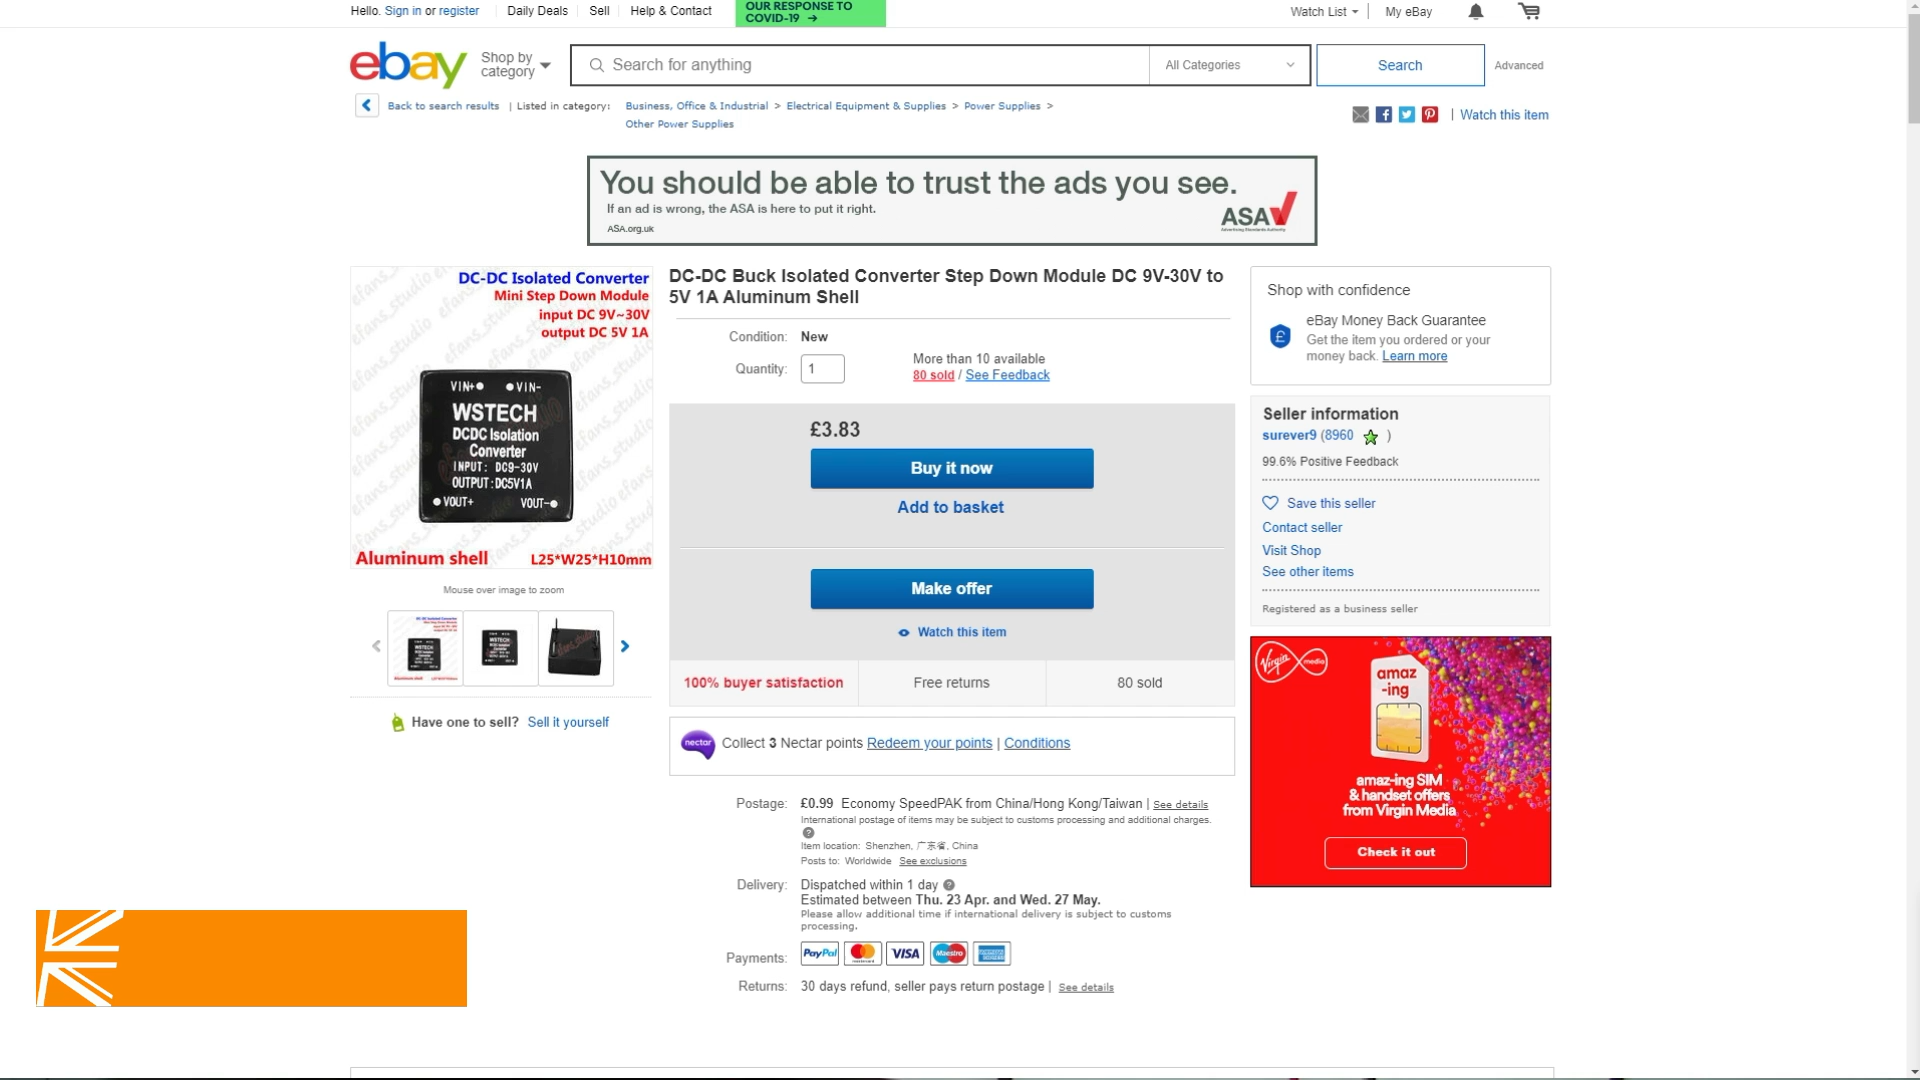 Hello. Sign in or register
Daily Deals
Sell
Help & Contact
OUR RESPONSE TO
COVID-19 →
Watch List
My eBay
ebay
Shop by
category
Search for anything
All Categories
Search
Advanced
Back to search results | Listed in category:
Business, Office & Industrial > Electrical Equipment & Supplies > Power Supplies >
Other Power Supplies
| Watch this item
You should be able to trust the ads you see.
If an ad is wrong, the ASA is here to put it right.
ASA.org.uk
ASA
Advertising Standards Authority
DC-DC Isolated Converter
Mini Step Down Module
input DC 9V~30V
output DC 5V 1A
VIN+ VIN-
WSTECH
DCDC Isolation
Converter
INPUT: DC9-30V
OUTPUT:DC5V1A
VOUT+ VOUT-
Aluminum shell
L25*W25*H10mm
efans_studio
Mouse over image to zoom
Have one to sell? Sell it yourself
DC-DC Buck Isolated Converter Step Down Module DC 9V-30V to
5V 1A Aluminum Shell
Condition: New
Quantity: 1
More than 10 available
80 sold / See Feedback
£3.83
Buy it now
Add to basket
Make offer
Watch this item
100% buyer satisfaction
Free returns
80 sold
nectar
Collect 3 Nectar points Redeem your points | Conditions
Postage: £0.99 Economy SpeedPAK from China/Hong Kong/Taiwan | See details
International postage of items may be subject to customs processing and additional charges.
Item location: Shenzhen, 广东省, China
Posts to: Worldwide See exclusions
Delivery: Dispatched within 1 day
Estimated between Thu. 23 Apr. and Wed. 27 May.
Please allow additional time if international delivery is subject to customs
processing.
Payments: PayPal VISA Maestro
Returns: 30 days refund, seller pays return postage | See details
Shop with confidence
eBay Money Back Guarantee
Get the item you ordered or your
money back. Learn more
Seller information
surever9 (8960 )
99.6% Positive Feedback
Save this seller
Contact seller
Visit Shop
See other items
Registered as a business seller
Virgin media
amaz
-ing
amaz-ing SIM
& handset offers
from Virgin Media
Check it out